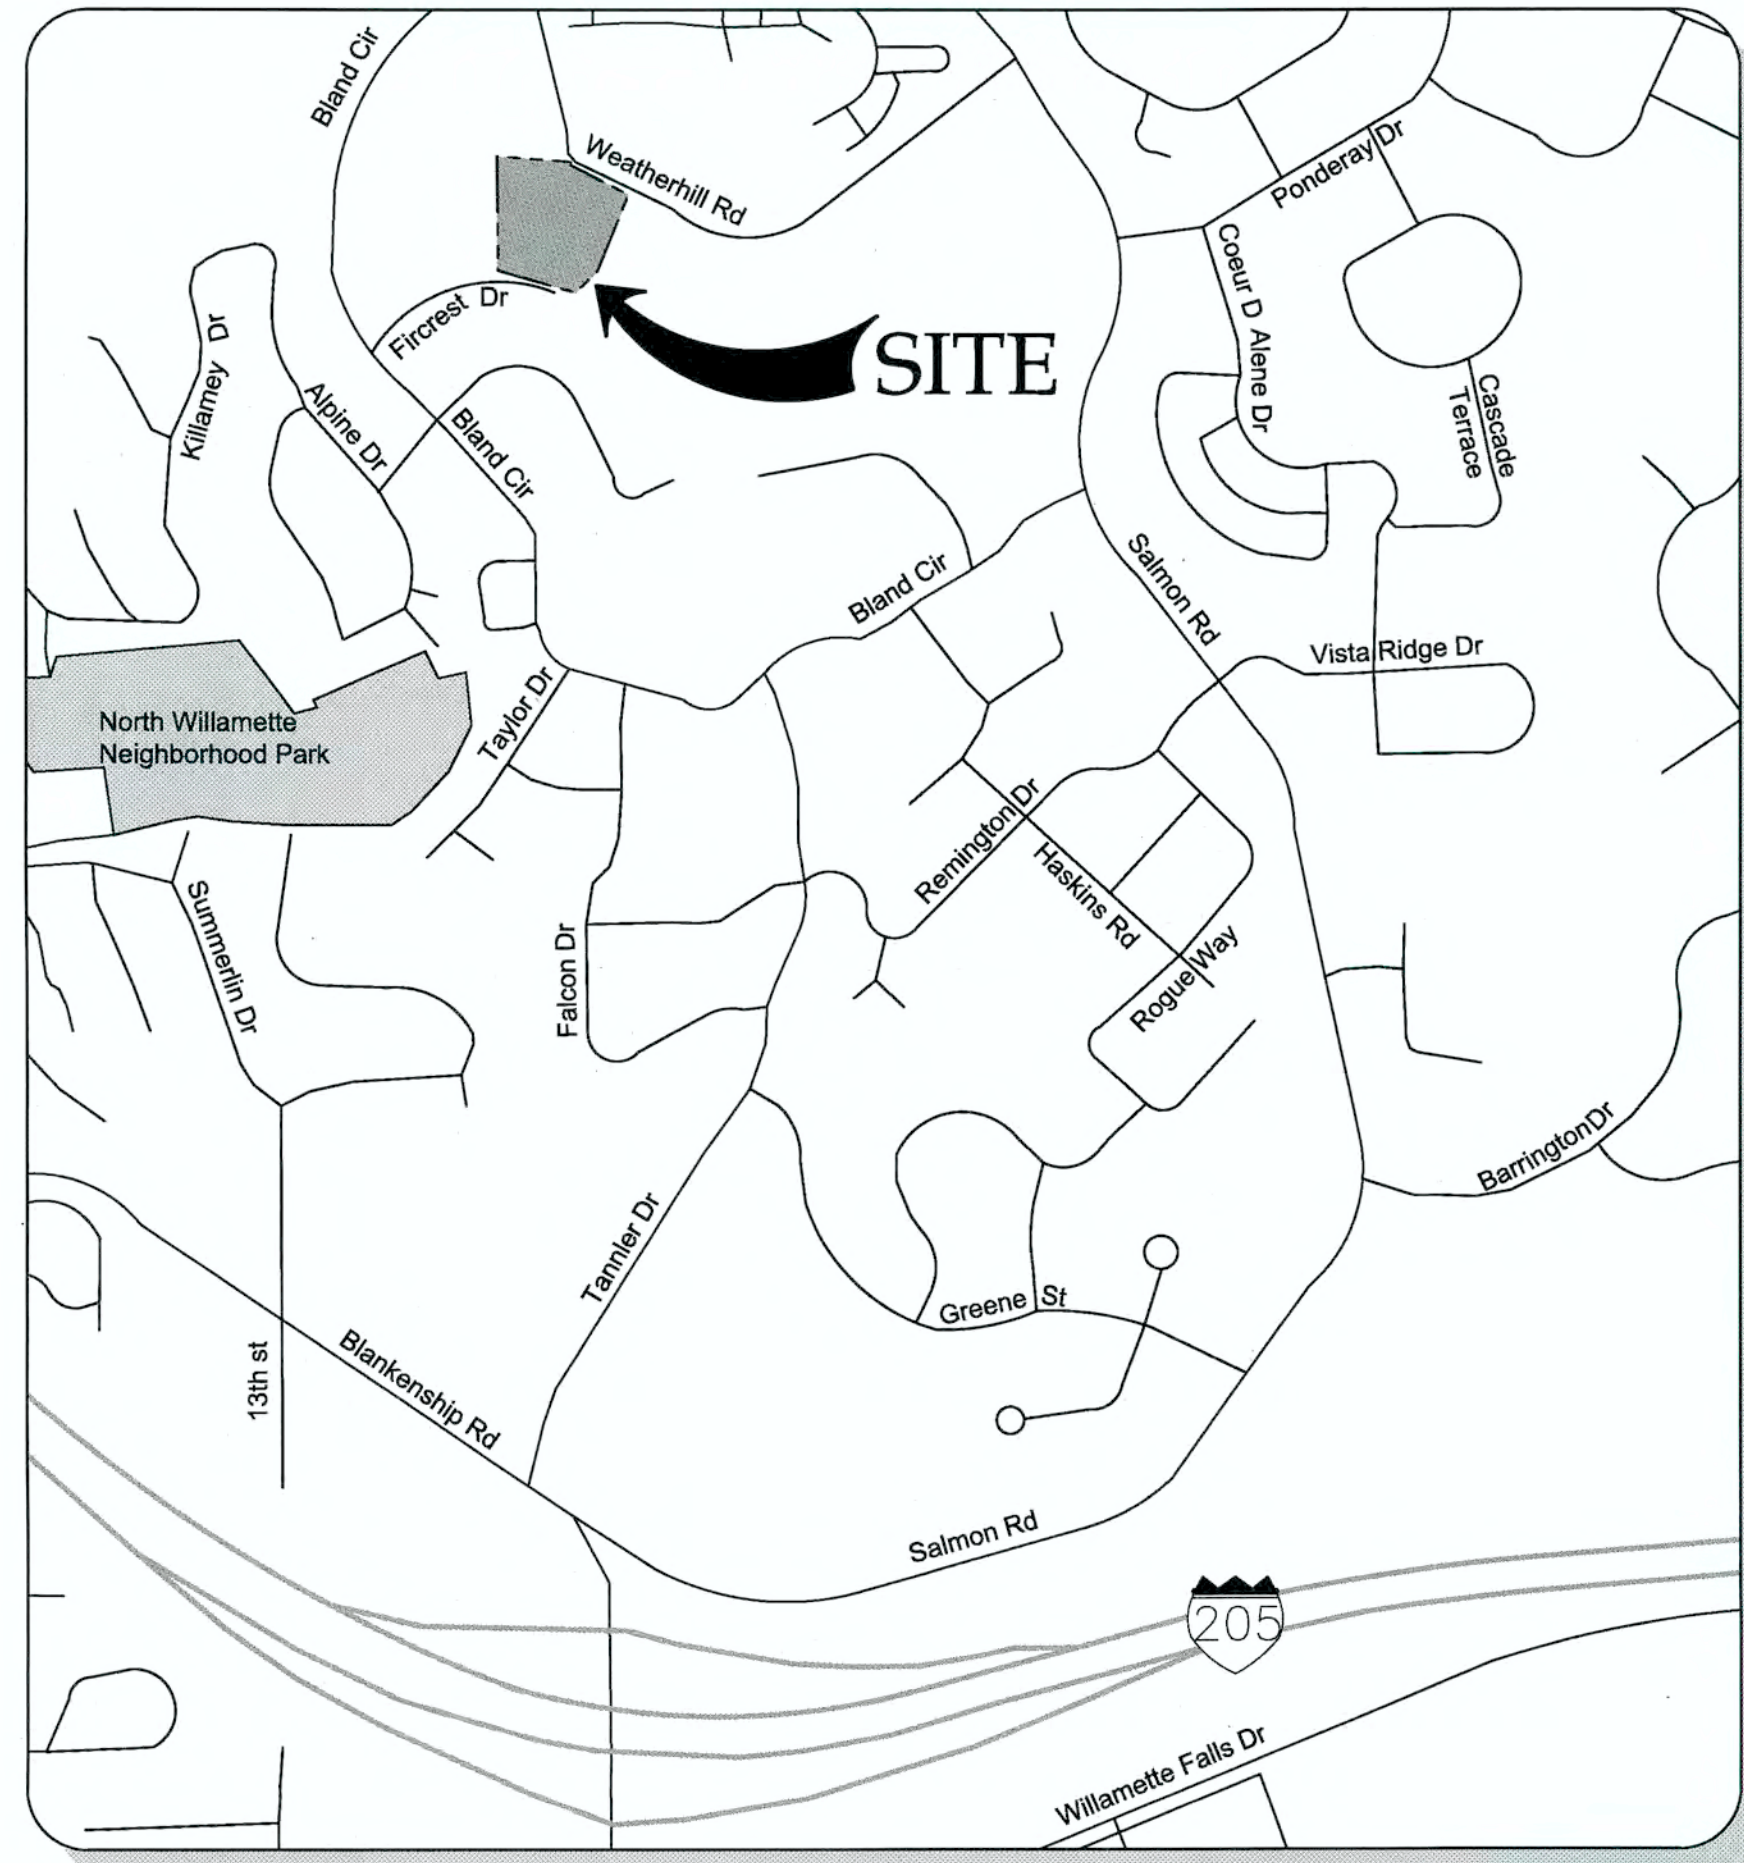 Bland Cir
Weatherhill Rd
Ponderay Dr
Coeur D Alene Dr
Fircrest Dr
SITE
Killamey Dr
Alpine Dr
Bland Cir
Cascade
Terrace
Salmon Rd
Bland Cir
Vista Ridge Dr
North Willamette
Neighborhood Park
Taylor Dr
Remington Dr
Haskins Rd
Summerlin Dr
Falcon Dr
Rogue Way
Barrington Dr
Tannler Dr
Greene St
13th st
Blankenship Rd
Salmon Rd
205
Willamette Falls Dr